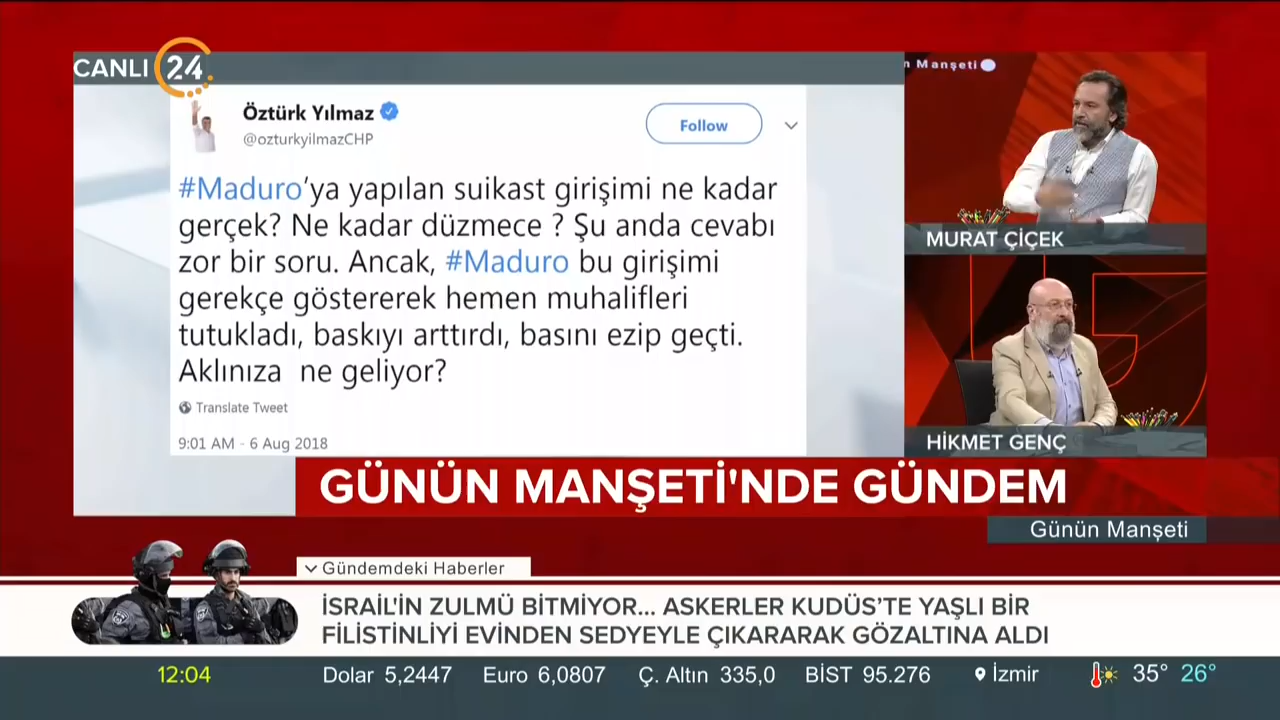 CANLI 24
Öztürk Yılmaz
@ozturkyilmazCHP
Follow
#Maduro'ya yapılan suikast girişimi ne kadar
gerçek? Ne kadar düzmece ? Şu anda cevabı
zor bir soru. Ancak, #Maduro bu girişimi
gerekçe göstererek hemen muhalifleri
tutukladı, baskıyı arttırdı, basını ezip geçti.
Aklınıza  ne geliyor?
Translate Tweet
9:01 AM - 6 Aug 2018
n Manşeti
MURAT ÇİÇEK
HİKMET GENÇ
GÜNÜN MANŞETİ'NDE GÜNDEM
Günün Manşeti
Gündemdeki Haberler
İSRAİL'İN ZULMÜ BİTMİYOR... ASKERLER KUDÜS'TE YAŞLI BİR
FİLİSTİNLİYİ EVİNDEN SEDYEYLE ÇIKARARAK GÖZALTINA ALDI
12:04 Dolar 5,2447 Euro 6,0807 Ç. Altın 335,0 BİST 95.276 İzmir 35° 26°